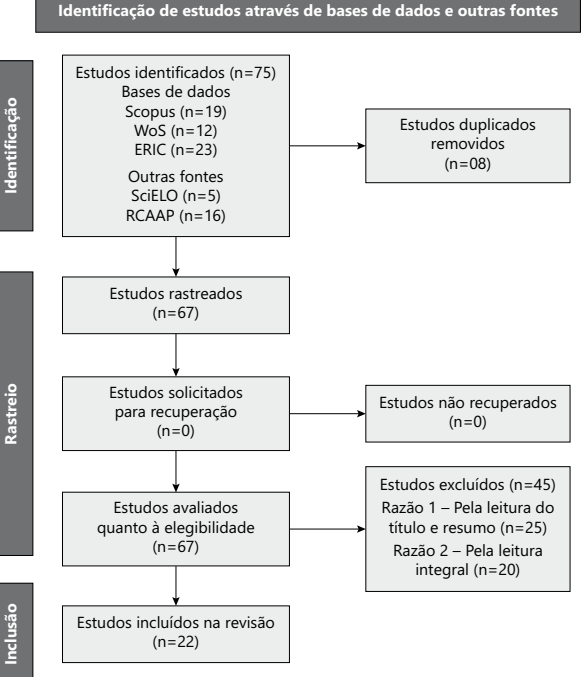 Identificação de estudos através de bases de dados e outras fontes
Identificação
Estudos identificados (n=75)
Bases de dados
Scopus (n=19)
WoS (n=12)
ERIC (n=23)
Outras fontes
SciELO (n=5)
RCAAP (n=16)
Estudos duplicados
removidos
(n=08)
Rastreio
Estudos rastreados
(n=67)
Estudos solicitados
para recuperação
(n=0)
Estudos não recuperados
(n=0)
Estudos avaliados
quanto à elegibilidade
(n=67)
Estudos excluídos (n=45)
Razão 1 – Pela leitura do
título e resumo (n=25)
Razão 2 – Pela leitura
integral (n=20)
Inclusão
Estudos incluídos na revisão
(n=22)